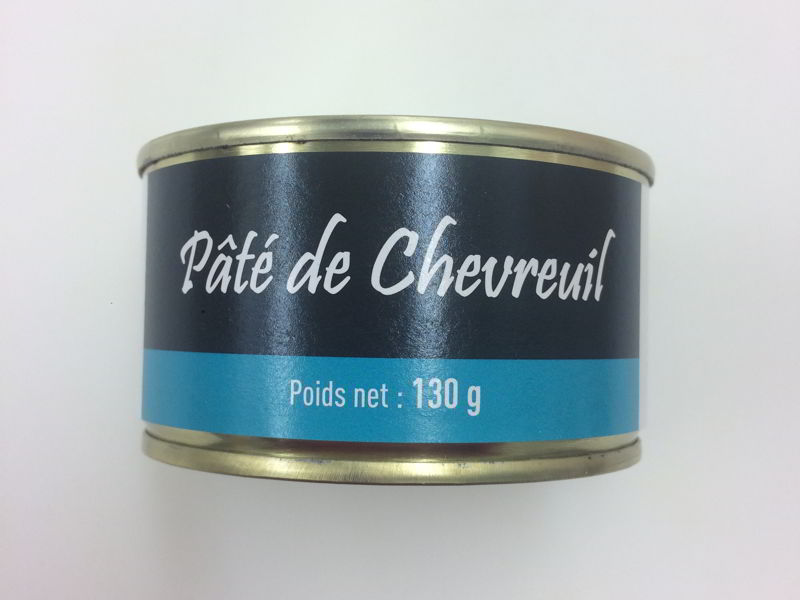 Pâté de Chevreuil
Poids net : 130 g